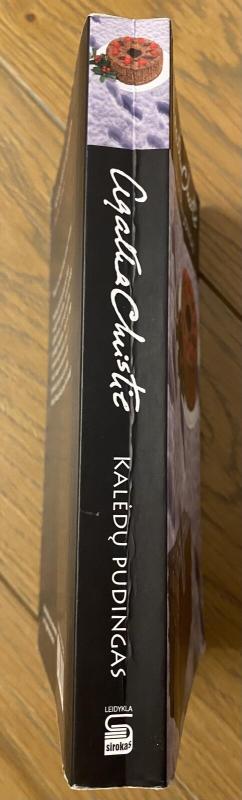 Agatha Christie
KALĖDŲ PUDINGAS
LEIDYKLA
sirokas